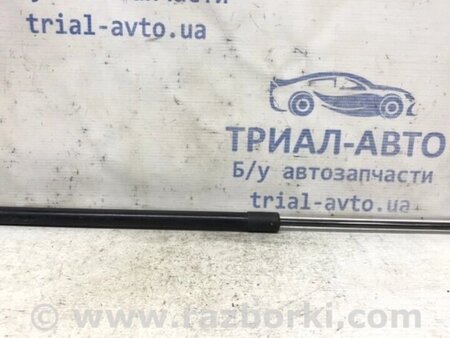 trial-avto.ua
ТРИАЛ-АВТО
Б/у автозапчасти
trial-avto.ua
© www.razborki.com